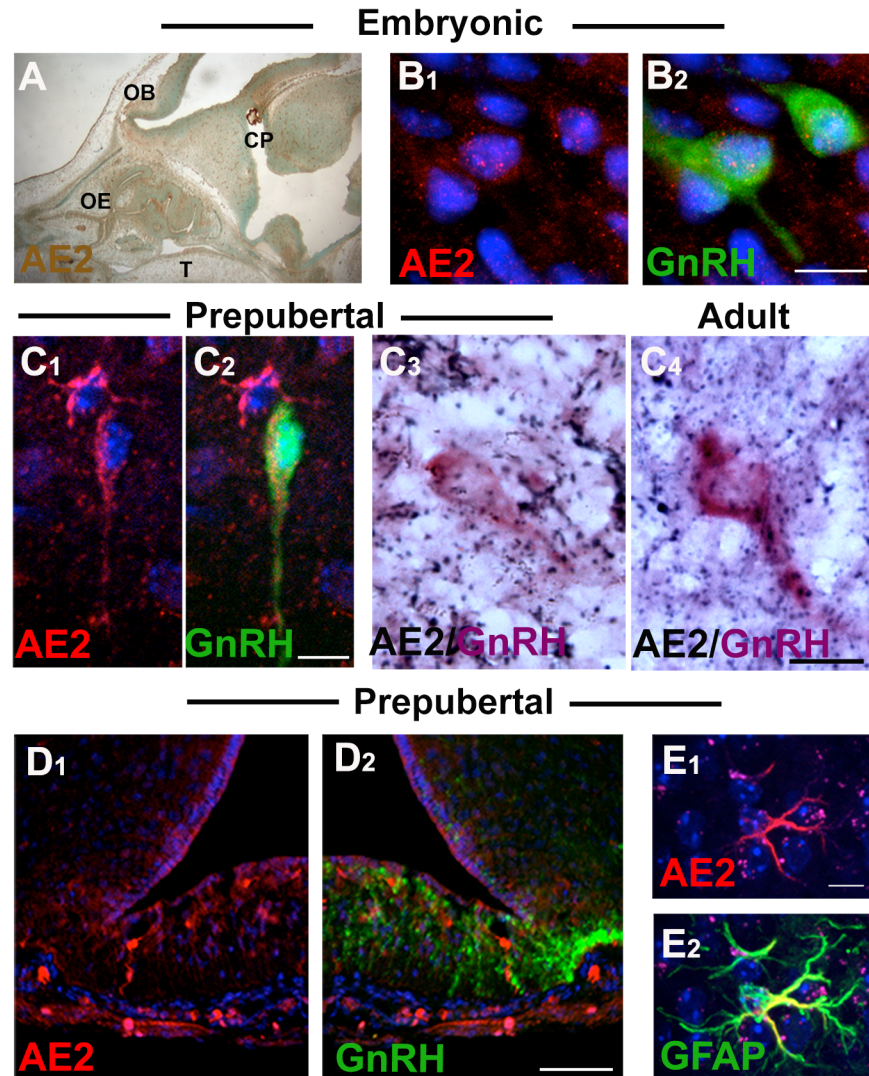 Embryonic
A
OB
CP
OE
T
AE2
B1
AE2
B2
GnRH
Prepubertal
Adult
C1
AE2
C2
GnRH
C3
AE2/GnRH
C4
AE2/GnRH
Prepubertal
D1
AE2
D2
GnRH
E1
AE2
E2
GFAP